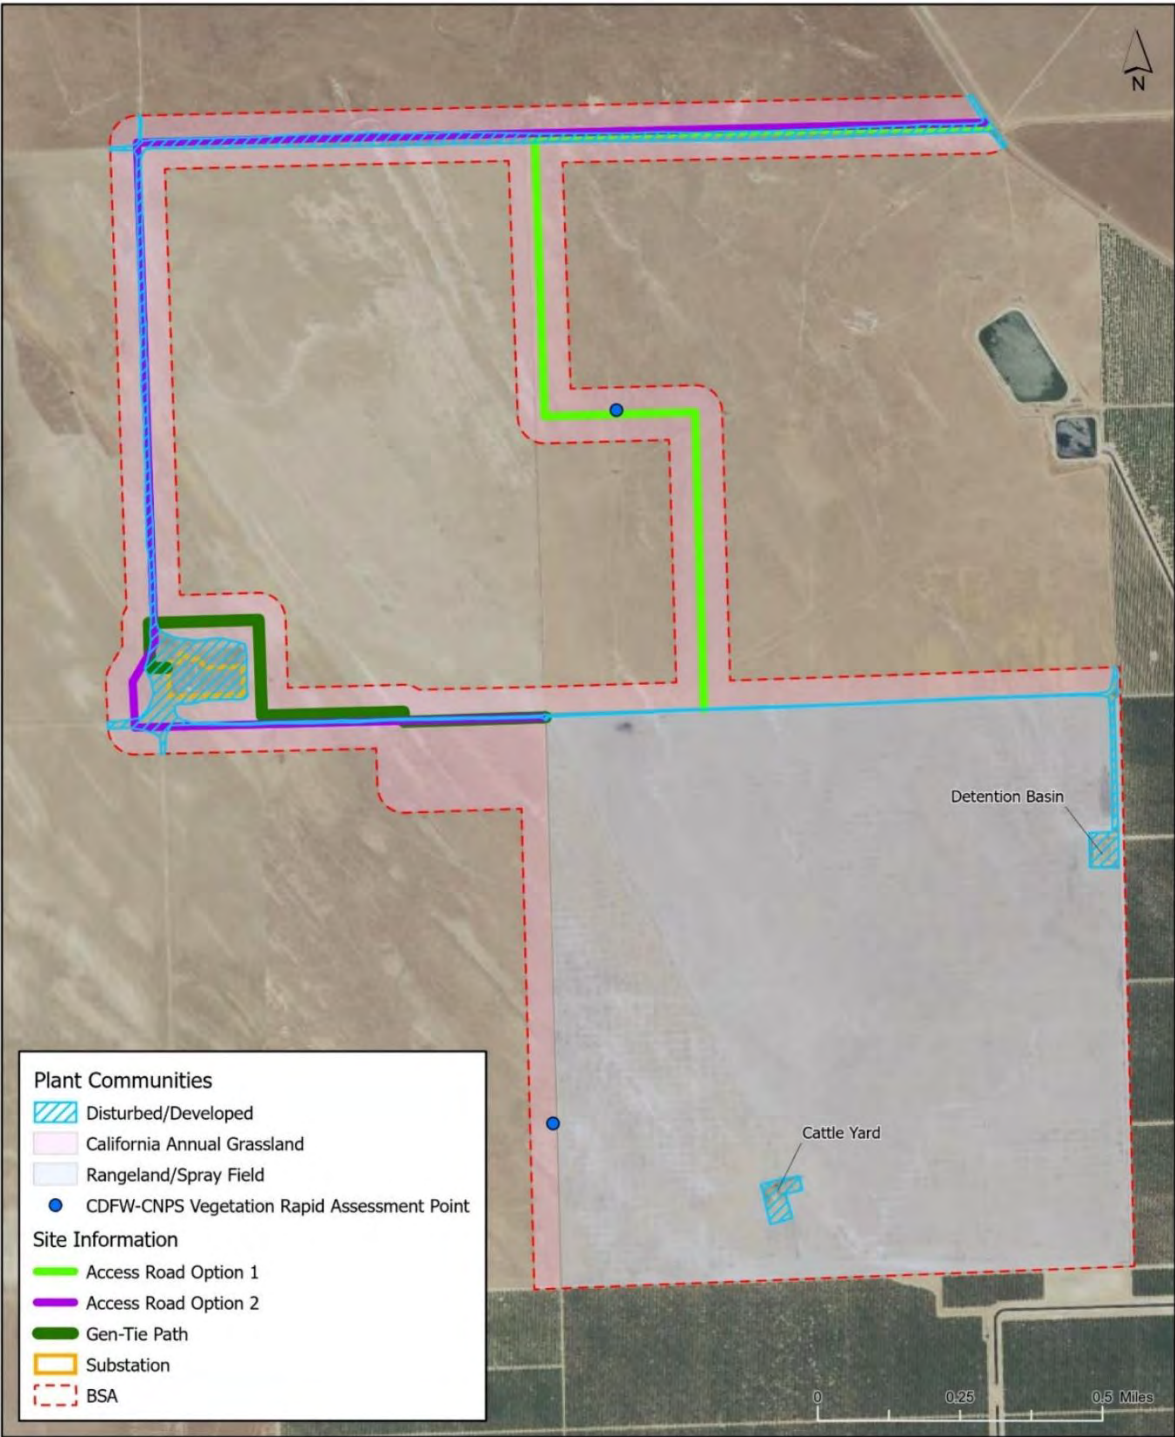 N
Detention Basin
Cattle Yard
Plant Communities
Disturbed/Developed
California Annual Grassland
Rangeland/Spray Field
CDFW-CNPS Vegetation Rapid Assessment Point
Site Information
Access Road Option 1
Access Road Option 2
Gen-Tie Path
Substation
BSA
0 0.25 0.5 Miles